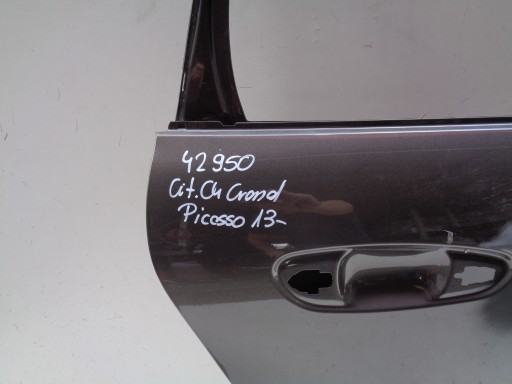 42950
Cit. C4 Grand
Picasso 13-